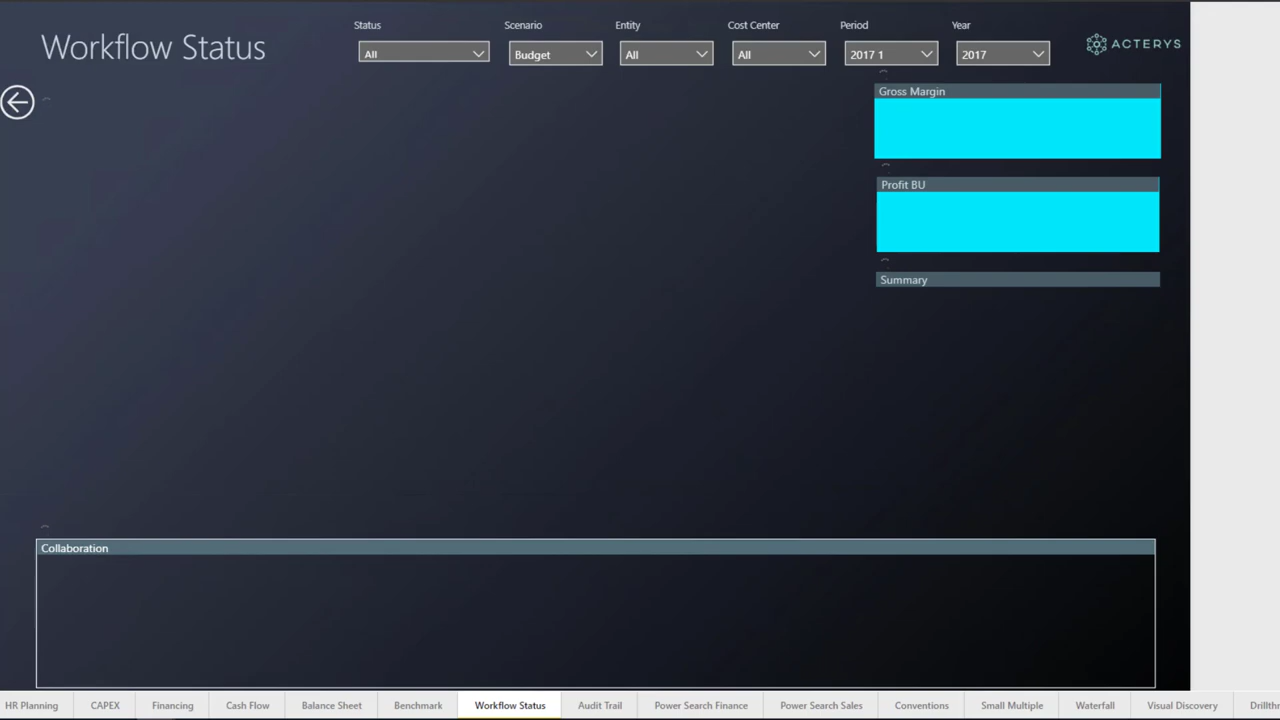 Workflow Status
Status
All
Scenario
Budget
Entity
All
Cost Center
All
Period
2017 1
Year
2017
ACTERYS
Gross Margin
Profit BU
Summary
Collaboration
HR Planning
CAPEX
Financing
Cash Flow
Balance Sheet
Benchmark
Workflow Status
Audit Trail
Power Search Finance
Power Search Sales
Conventions
Small Multiple
Waterfall
Visual Discovery
Drillthr